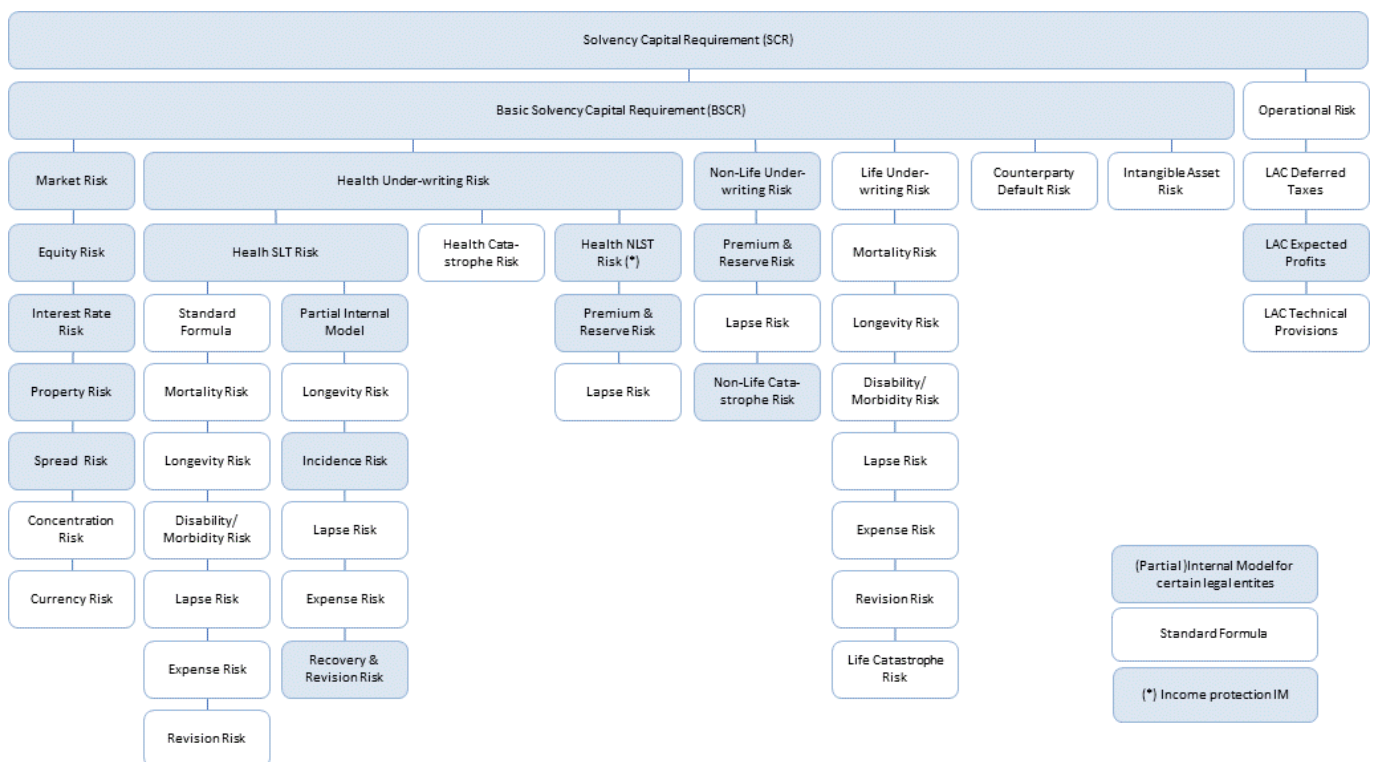 Solvency Capital Requirement (SCR)
Basic Solvency Capital Requirement (BSCR)
Operational Risk
Market Risk
Health Under-writing Risk
Non-Life Under-
writing Risk
Life Under-
writing Risk
Counterparty
Default Risk
Intangible Asset
Risk
LAC Deferred
Taxes
Equity Risk
Healh SLT Risk
Health Cata-
strophe Risk
Health NLST
Risk (*)
Premium &
Reserve Risk
Mortality Risk
LAC Expected
Profits
Interest Rate
Risk
Standard
Formula
Partial Internal
Model
Premium &
Reserve Risk
Lapse Risk
Longevity Risk
LAC Technical
Provisions
Property Risk
Mortality Risk
Longevity Risk
Lapse Risk
Non-Life Cata-
strophe Risk
Disability/
Morbidity Risk
Spread Risk
Longevity Risk
Incidence Risk
Lapse Risk
Concentration
Risk
Disability/
Morbidity Risk
Lapse Risk
Expense Risk
Currency Risk
Lapse Risk
Expense Risk
Revision Risk
Expense Risk
Recovery &
Revision Risk
Life Catastrophe
Risk
Revision Risk
(Partial )Internal Model for
certain legal entites
Standard Formula
(*) Income protection IM